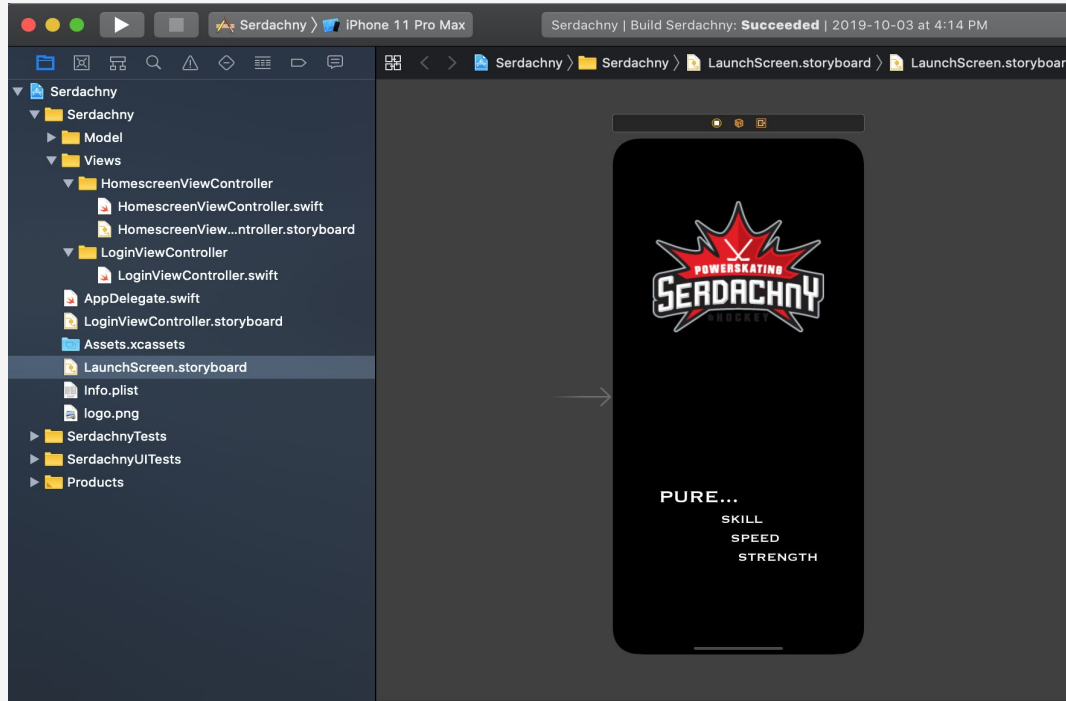 Serdachny 〉 iPhone 11 Pro Max
Serdachny | Build Serdachny: Succeeded | 2019-10-03 at 4:14 PM
Serdachny 〉 Serdachny 〉 LaunchScreen.storyboard 〉 LaunchScreen.storyboar
Serdachny
Serdachny
Model
Views
HomescreenViewController
HomescreenViewController.swift
HomescreenView...ntroller.storyboard
LoginViewController
LoginViewController.swift
AppDelegate.swift
LoginViewController.storyboard
Assets.xcassets
LaunchScreen.storyboard
Info.plist
logo.png
SerdachnyTests
SerdachnyUITests
Products
POWERSKATING
SERDACHNY
HOCKEY
PURE...
SKILL
SPEED
STRENGTH